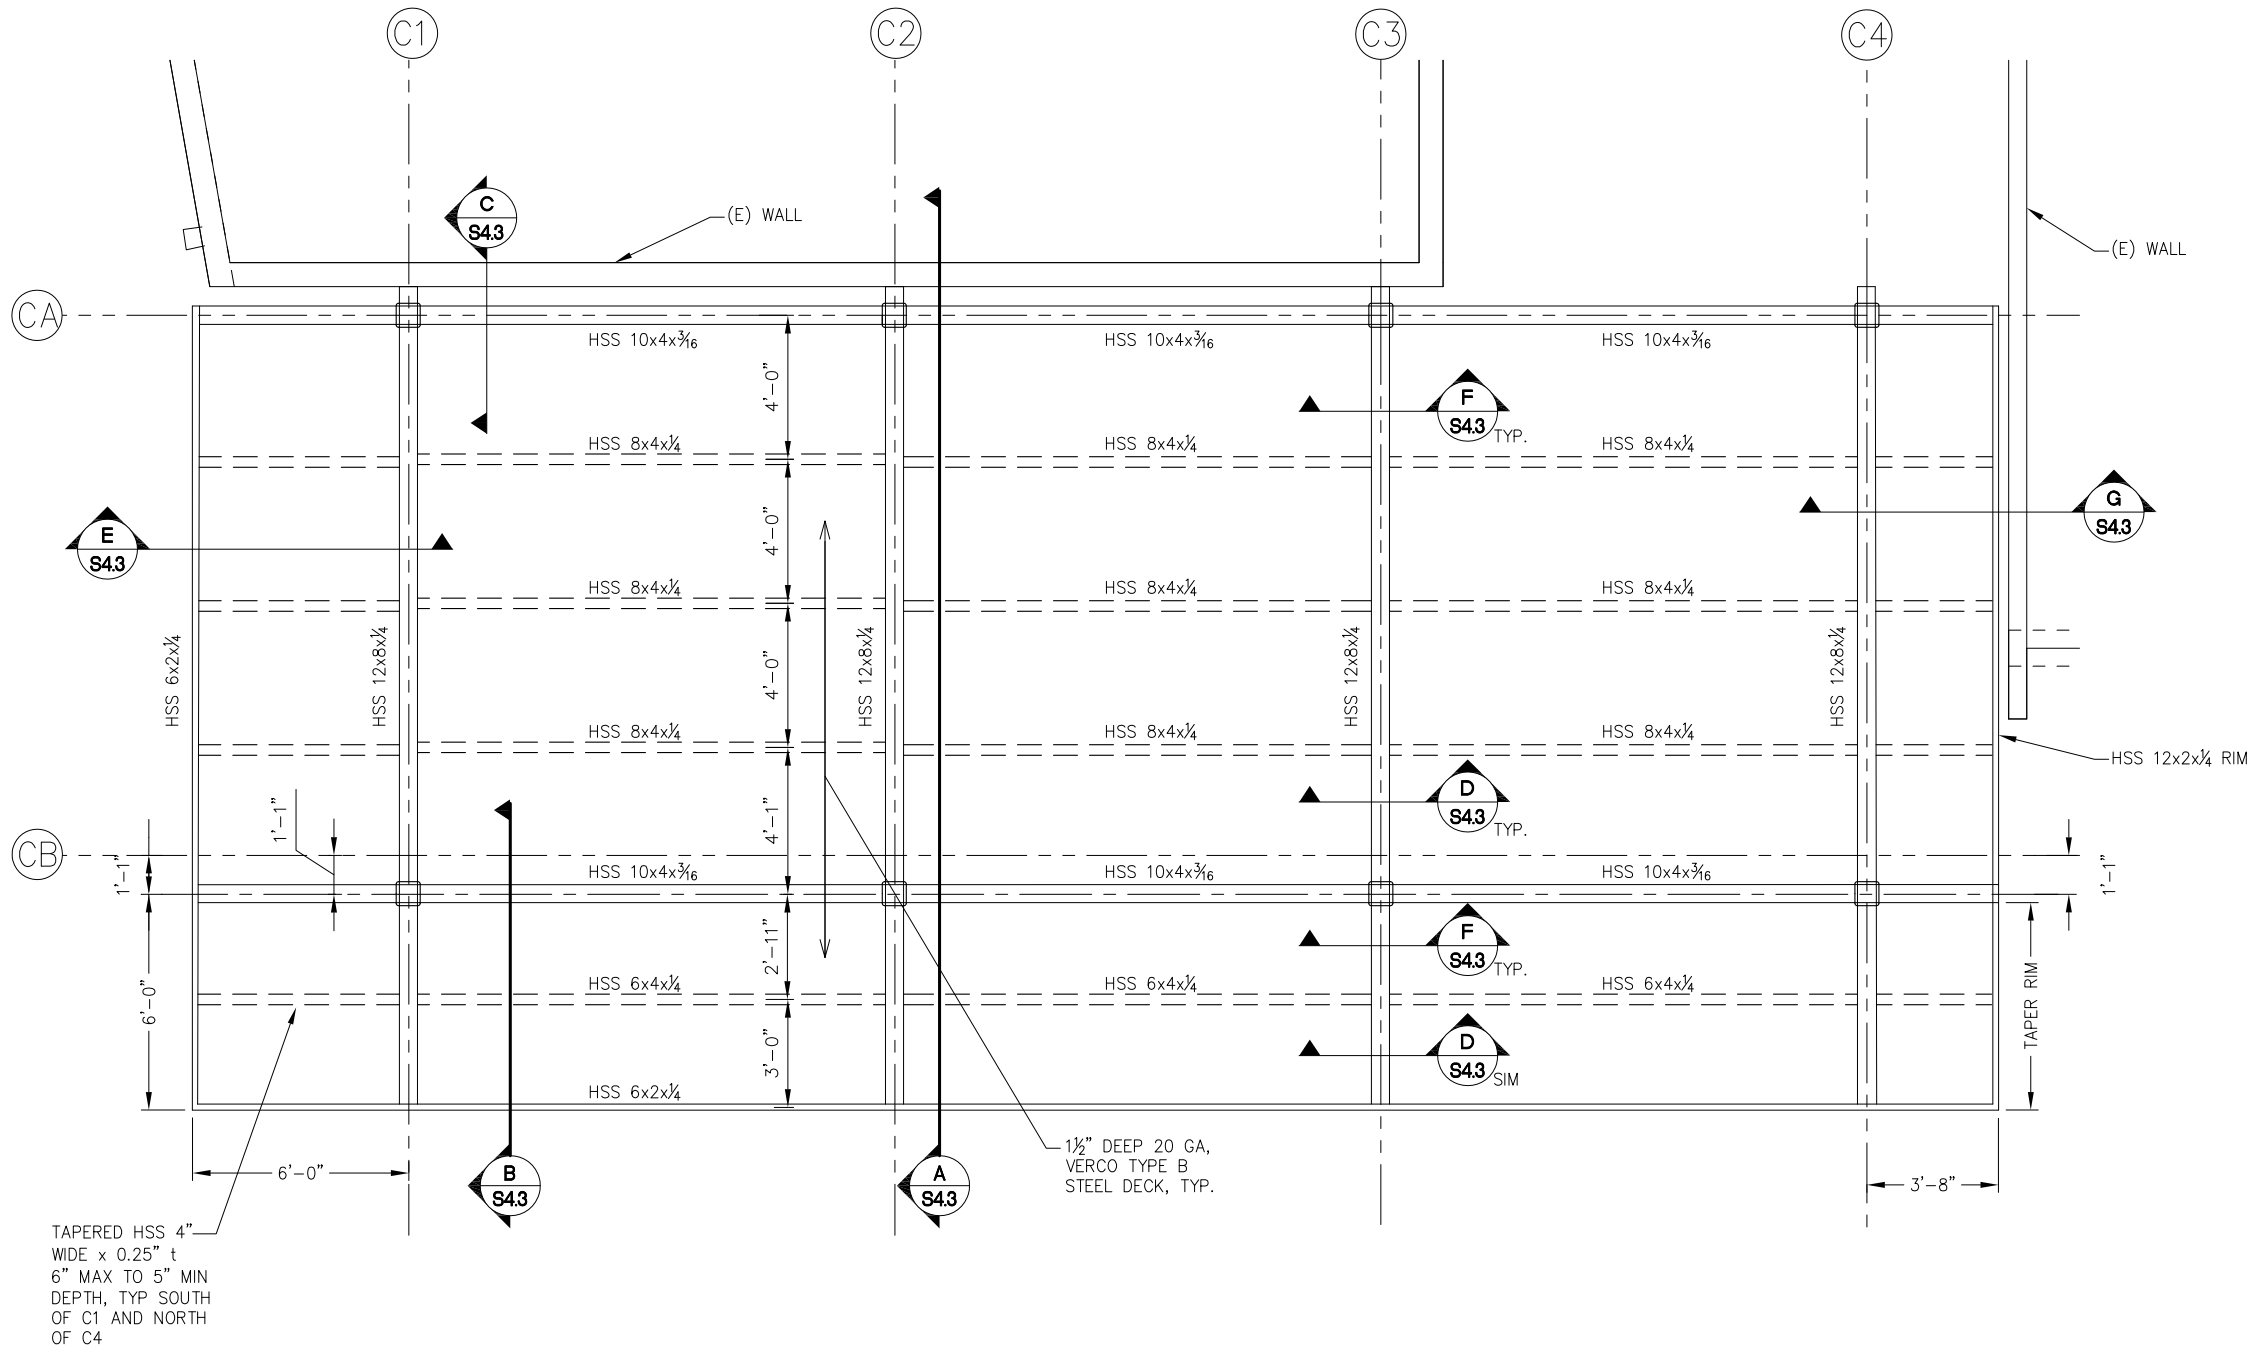 C1
C2
C3
C4
C
S4.3
(E) WALL
(E) WALL
CA
HSS 10x4x3⁄16
HSS 10x4x3⁄16
HSS 10x4x3⁄16
4'-0"
F
S4.3
TYP.
HSS 8x4x1⁄4
HSS 8x4x1⁄4
HSS 8x4x1⁄4
E
S4.3
4'-0"
G
S4.3
HSS 8x4x1⁄4
HSS 8x4x1⁄4
HSS 8x4x1⁄4
HSS 6x2x1⁄4
HSS 12x8x1⁄4
4'-0"
HSS 12x8x1⁄4
HSS 12x8x1⁄4
HSS 12x8x1⁄4
HSS 8x4x1⁄4
HSS 8x4x1⁄4
HSS 8x4x1⁄4
HSS 12x2x1⁄4 RIM
D
S4.3
TYP.
1'-1"
4'-1"
CB
1'-1"
HSS 10x4x3⁄16
HSS 10x4x3⁄16
HSS 10x4x3⁄16
1'-1"
F
S4.3
TYP.
2'-11"
6'-0"
HSS 6x4x1⁄4
HSS 6x4x1⁄4
HSS 6x4x1⁄4
TAPER RIM
3'-0"
D
S4.3
SIM
HSS 6x2x1⁄4
6'-0"
B
S4.3
A
S4.3
1½" DEEP 20 GA,
VERCO TYPE B
STEEL DECK, TYP.
3'-8"
TAPERED HSS 4"
WIDE x 0.25" t
6" MAX TO 5" MIN
DEPTH, TYP SOUTH
OF C1 AND NORTH
OF C4